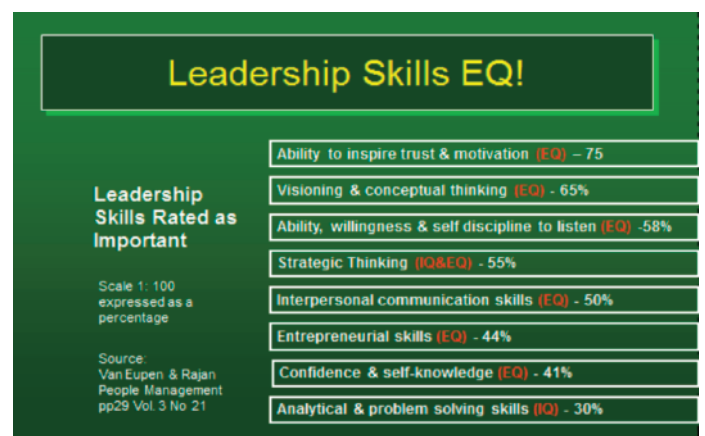 Leadership Skills EQ!
Leadership
Skills Rated as
Important
Scale 1: 100
expressed as a
percentage
Source:
Van Eupen & Rajan
People Management
pp29 Vol. 3 No 21
Ability to inspire trust & motivation (EQ) – 75
Visioning & conceptual thinking (EQ) - 65%
Ability, willingness & self discipline to listen (EQ) -58%
Strategic Thinking (IQ&EQ) - 55%
Interpersonal communication skills (EQ) - 50%
Entrepreneurial skills (EQ) - 44%
Confidence & self-knowledge (EQ) - 41%
Analytical & problem solving skills (IQ) - 30%